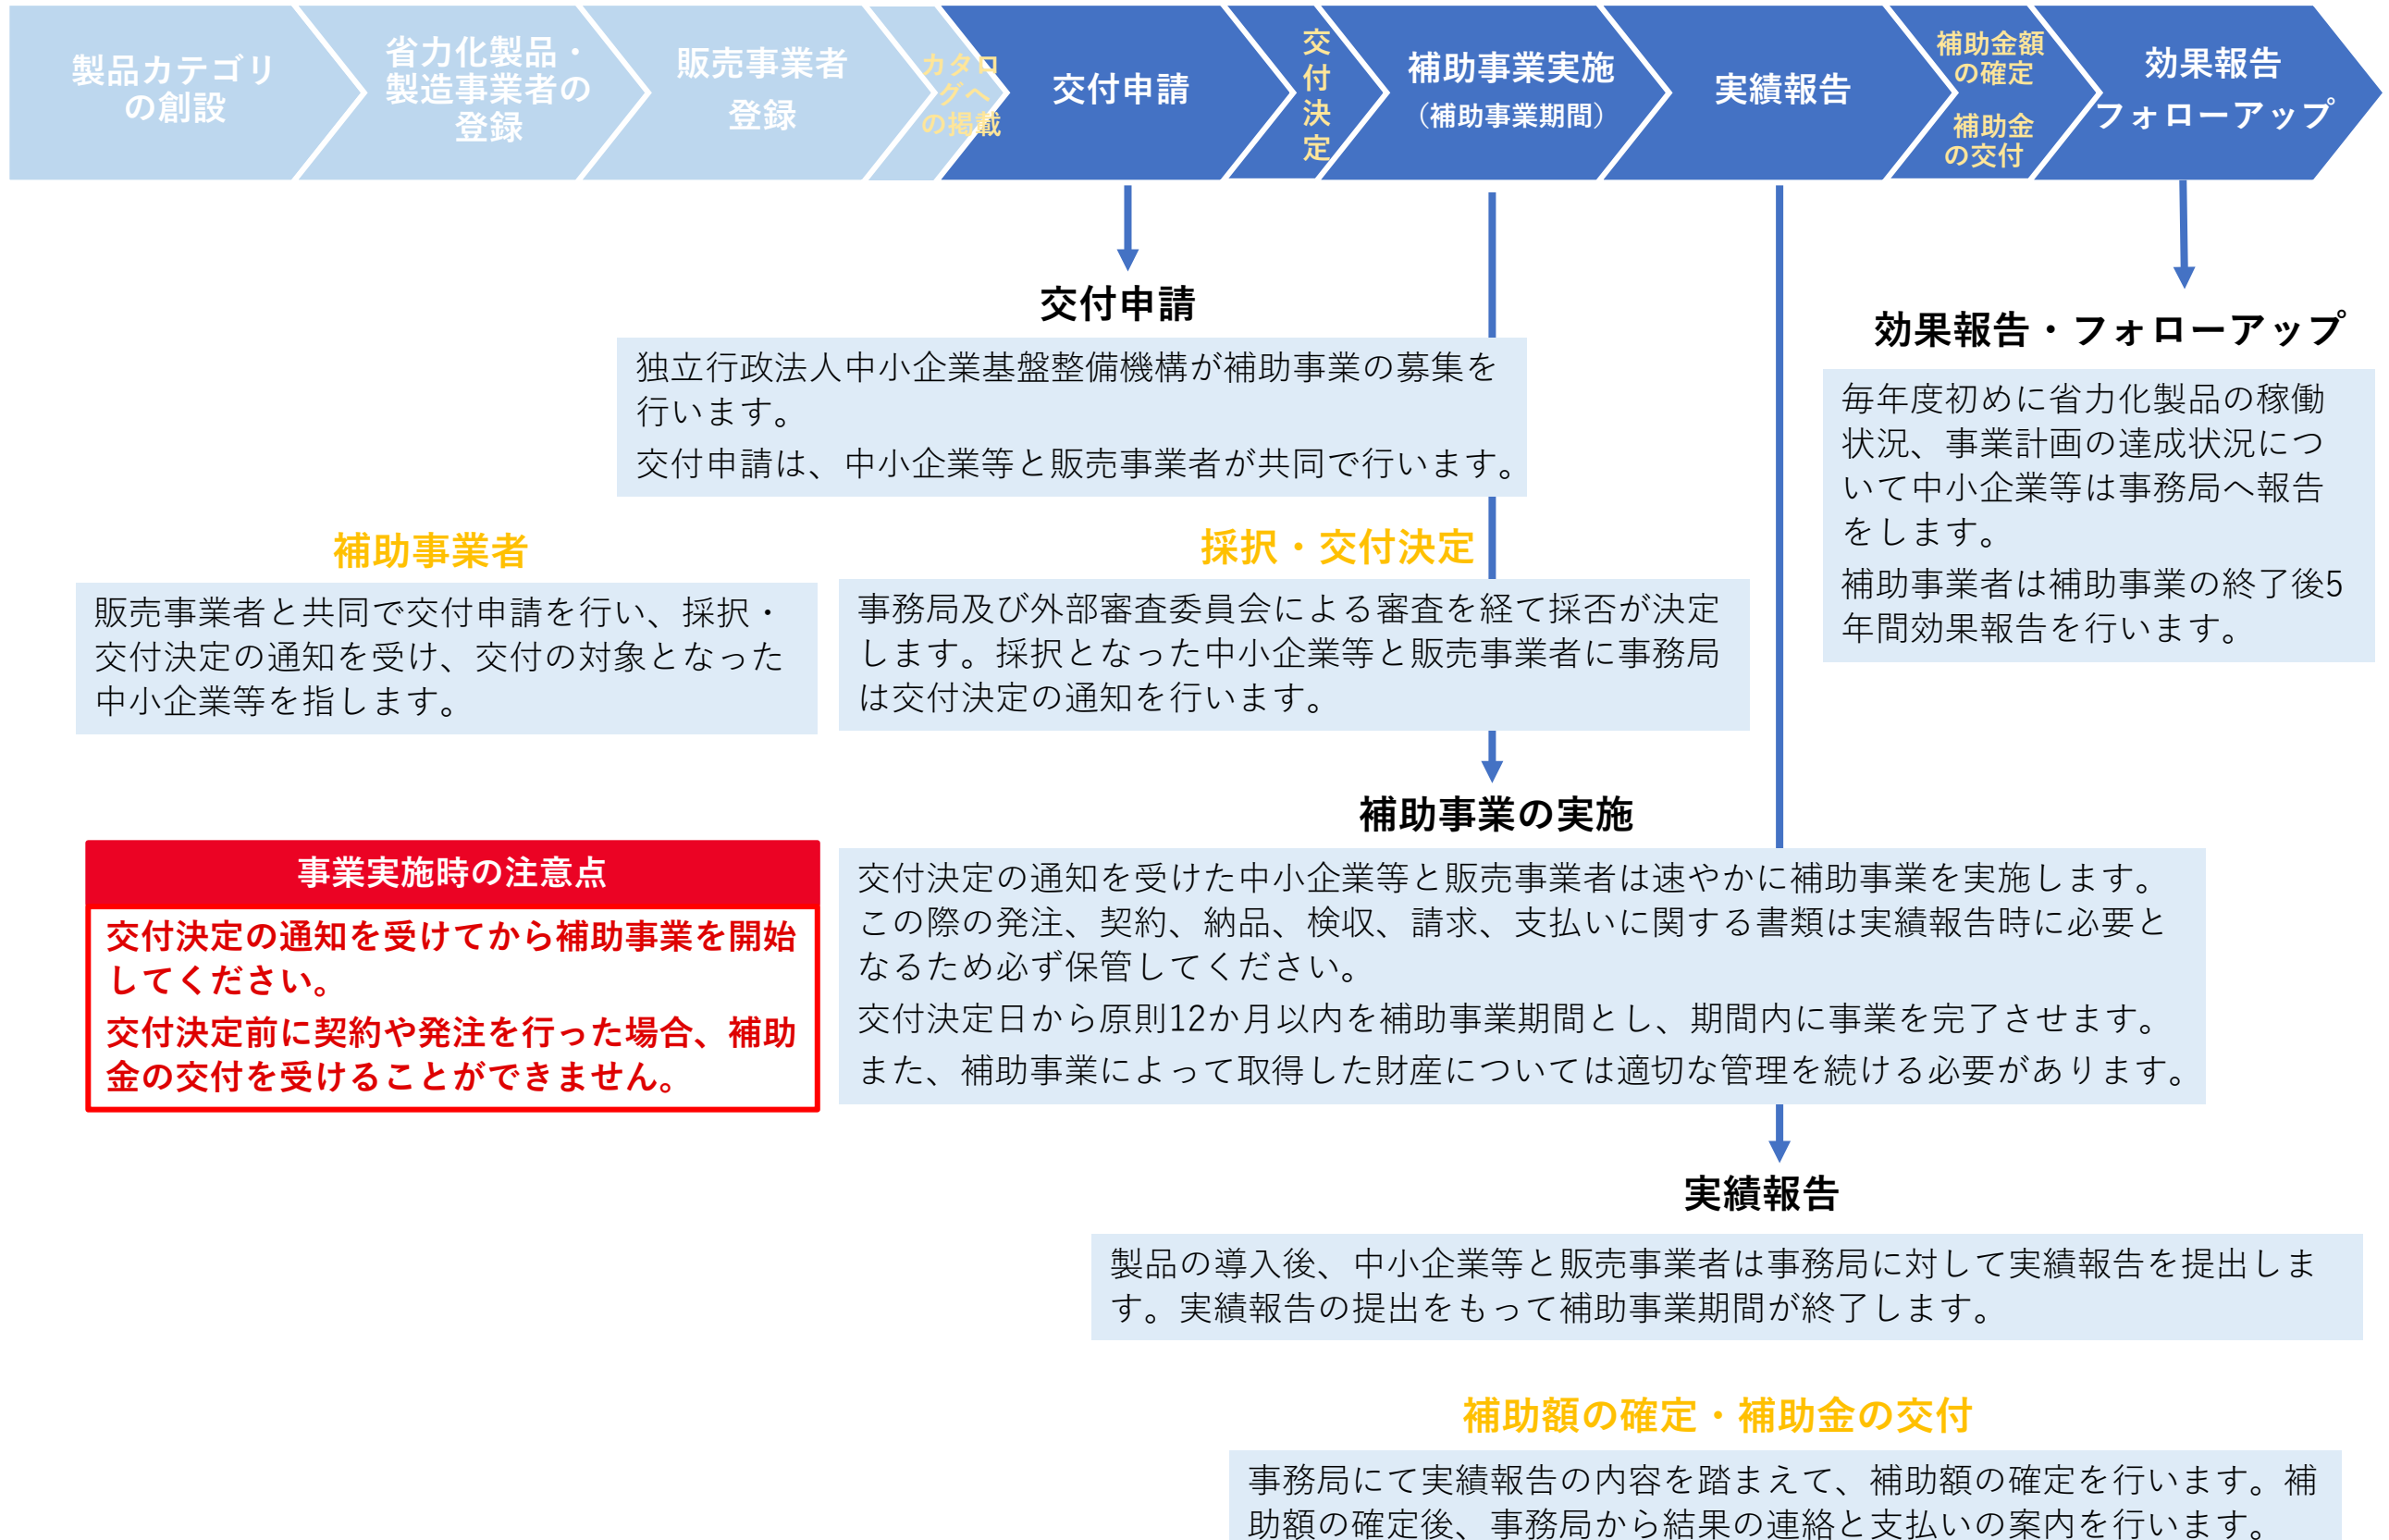 製品カテゴリ
の創設
省力化製品・
製造事業者の
登録
販売事業者
登録
カタロ
グへ
の掲載
交付申請
交付決定
補助事業実施
（補助事業期間）
実績報告
補助金額
の確定
補助金
の交付
効果報告
フォローアップ
交付申請
独立行政法人中小企業基盤整備機構が補助事業の募集を
行います。
交付申請は、中小企業等と販売事業者が共同で行います。
効果報告・フォローアップ
毎年度初めに省力化製品の稼働
状況、事業計画の達成状況につ
いて中小企業等は事務局へ報告
をします。
補助事業者は補助事業の終了後5
年間効果報告を行います。
補助事業者
販売事業者と共同で交付申請を行い、採択・
交付決定の通知を受け、交付の対象となった
中小企業等を指します。
採択・交付決定
事務局及び外部審査委員会による審査を経て採否が決定
します。採択となった中小企業等と販売事業者に事務局
は交付決定の通知を行います。
事業実施時の注意点
交付決定の通知を受けてから補助事業を開始
してください。
交付決定前に契約や発注を行った場合、補助
金の交付を受けることができません。
補助事業の実施
交付決定の通知を受けた中小企業等と販売事業者は速やかに補助事業を実施します。
この際の発注、契約、納品、検収、請求、支払いに関する書類は実績報告時に必要と
なるため必ず保管してください。
交付決定日から原則12か月以内を補助事業期間とし、期間内に事業を完了させます。
また、補助事業によって取得した財産については適切な管理を続ける必要があります。
実績報告
製品の導入後、中小企業等と販売事業者は事務局に対して実績報告を提出しま
す。実績報告の提出をもって補助事業期間が終了します。
補助額の確定・補助金の交付
事務局にて実績報告の内容を踏まえて、補助額の確定を行います。補
助額の確定後、事務局から結果の連絡と支払いの案内を行います。